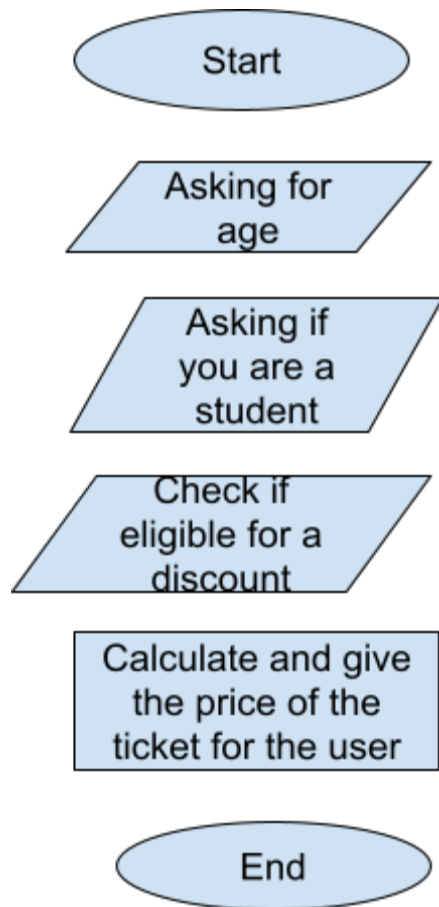 Start
Asking for
age
Asking if
you are a
student
Check if
eligible for a
discount
Calculate and give
the price of the
ticket for the user
End